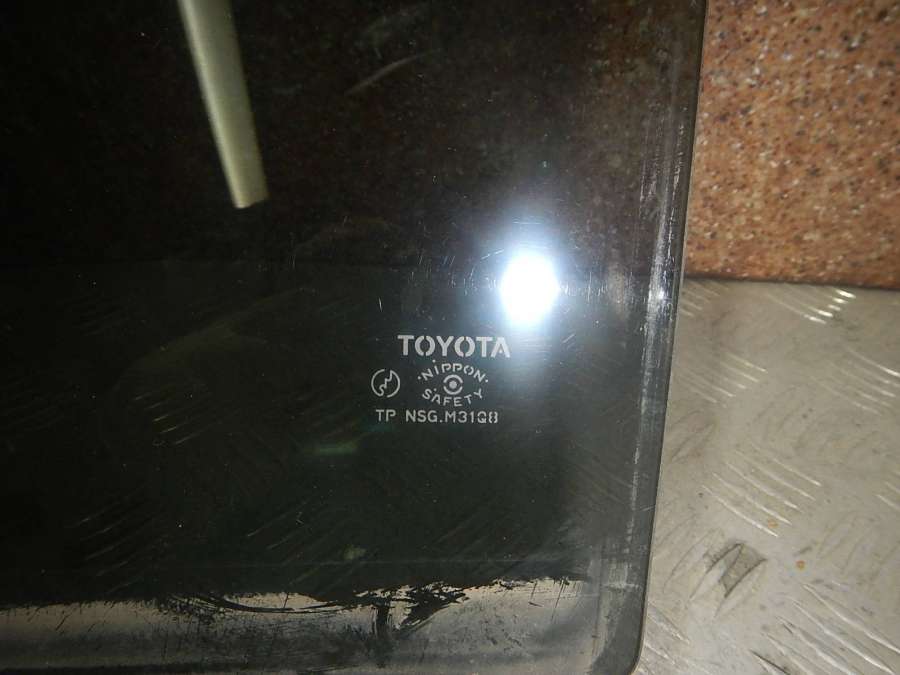 TOYOTA
NIPPON
SAFETY
TP NSG.M31Q8